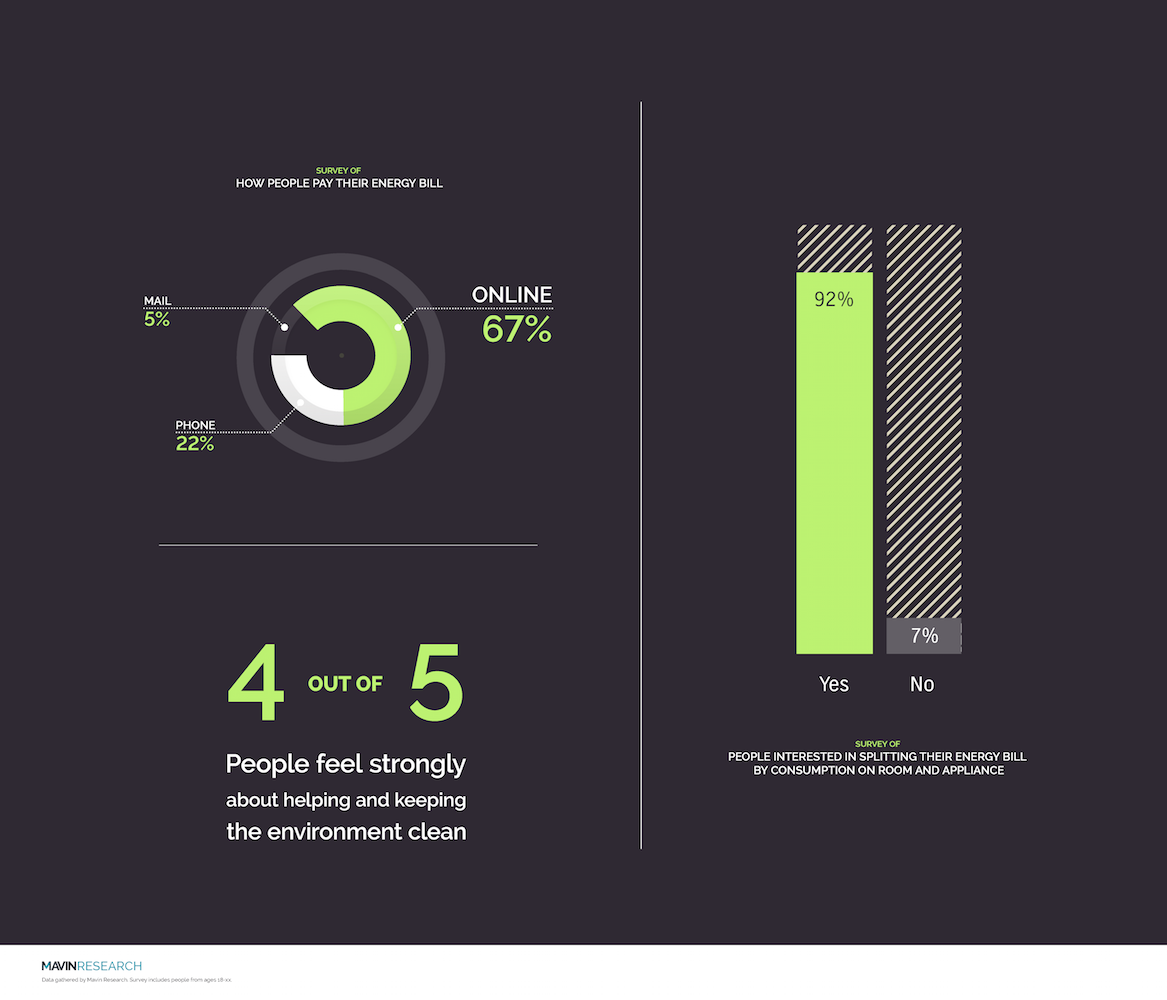 SURVEY OF
HOW PEOPLE PAY THEIR ENERGY BILL
MAIL
5%
ONLINE
67%
PHONE
22%
4 OUT OF 5
People feel strongly
about helping and keeping
the environment clean
92%
7%
Yes No
SURVEY OF
PEOPLE INTERESTED IN SPLITTING THEIR ENERGY BILL
BY CONSUMPTION ON ROOM AND APPLIANCE
MAVINRESEARCH
Data gathered by Mavin Research. Survey includes people from ages 18-xx.